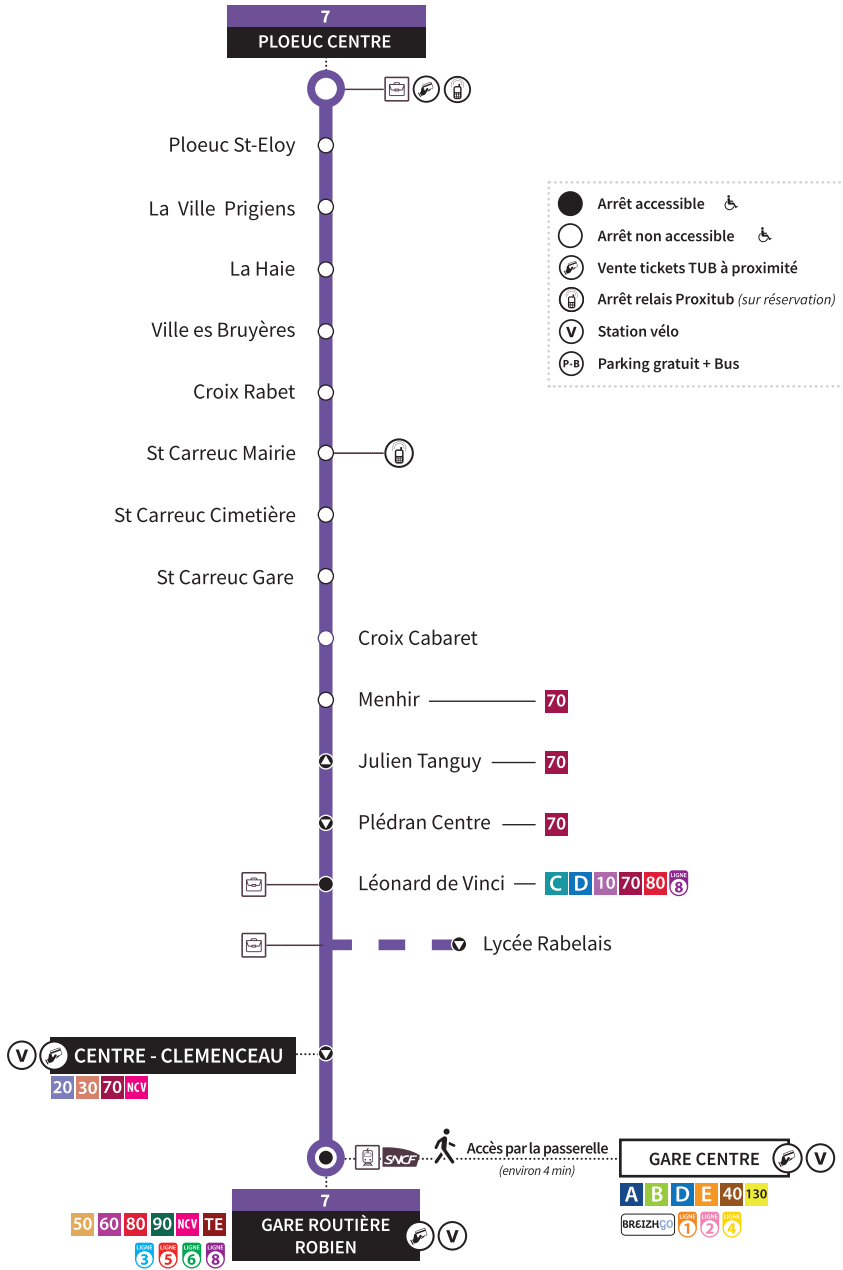 7
PLOEUC CENTRE
Ploeuc St-Eloy
La Ville Prigiens
La Haie
Ville es Bruyères
Croix Rabet
St Carreuc Mairie
St Carreuc Cimetière
St Carreuc Gare
Arrêt accessible
Arrêt non accessible
Vente tickets TUB à proximité
Arrêt relais Proxitub (sur réservation)
V Station vélo
P+B Parking gratuit + Bus
Croix Cabaret
Menhir 70
Julien Tanguy 70
Plédran Centre 70
Léonard de Vinci C D 10 70 80 LIGNE 8
Lycée Rabelais
V CENTRE - CLEMENCEAU
20 30 70 NCV
SNCF Accès par la passerelle
(environ 4 min)
GARE CENTRE V
A B D E 40 130
BREIZHGO LIGNE 1 LIGNE 2 LIGNE 4
7
GARE ROUTIÈRE
ROBIEN
V
50 60 80 90 NCV TE
LIGNE 3 LIGNE 5 LIGNE 6 LIGNE 8